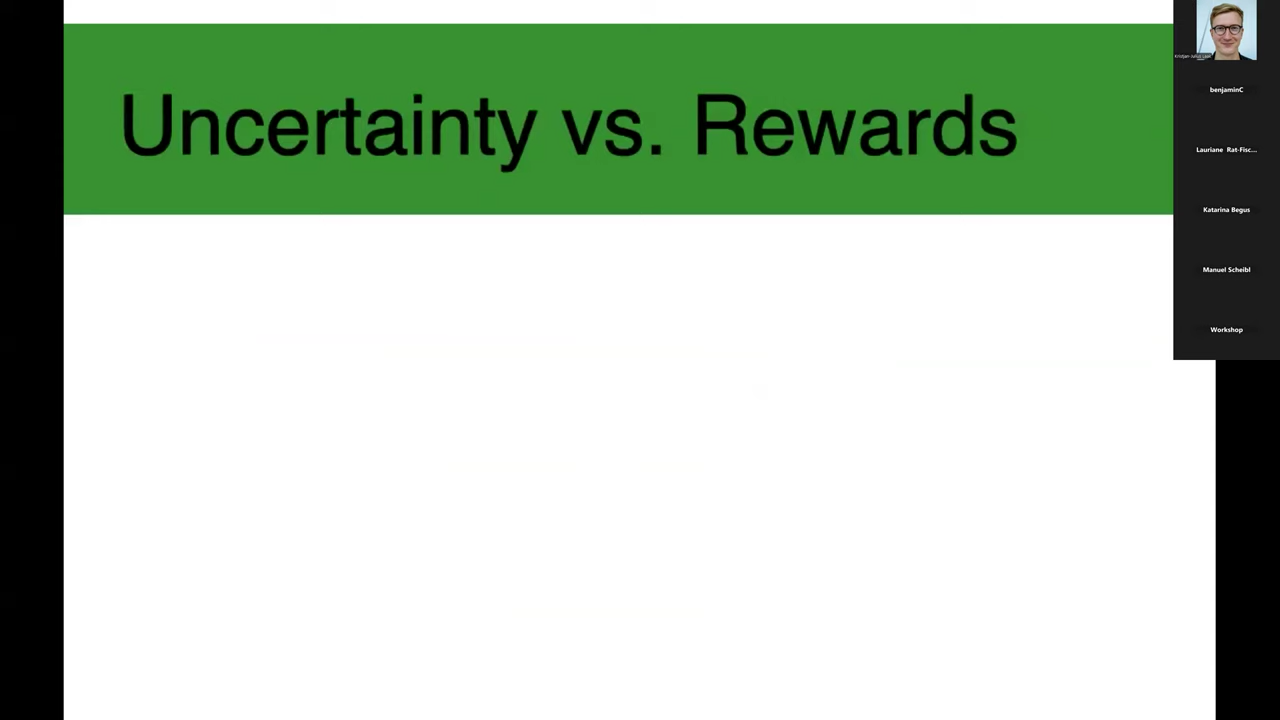 Uncertainty vs. Rewards
benjaminC
Lauriane Rat-Fisc...
Katarina Begus
Manuel Scheibl
Workshop